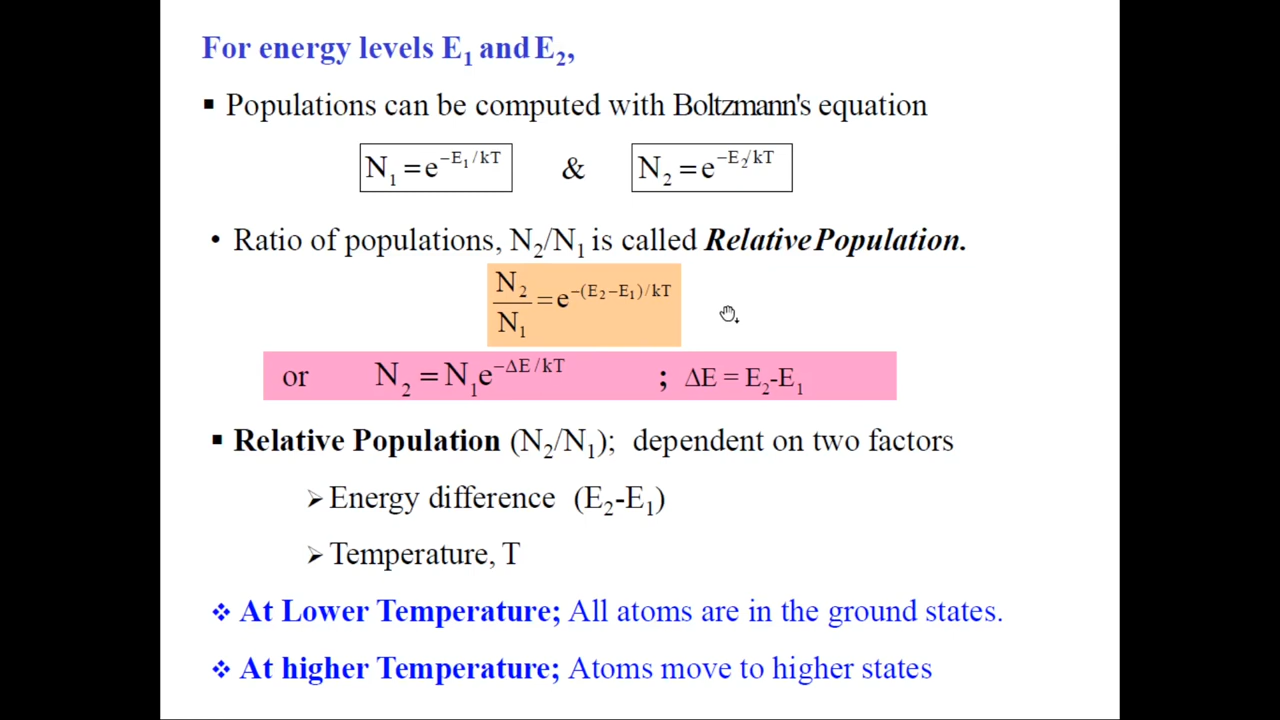 For energy levels E₁ and E₂,
▪ Populations can be computed with Boltzmann's equation
N₁ = e^(−E₁/kT) & N₂ = e^(−E₂/kT)
• Ratio of populations, N₂/N₁ is called Relative Population.
N₂/N₁ = e^(−(E₂−E₁)/kT)
or N₂ = N₁e^(−ΔE/kT) ; ΔE = E₂-E₁
▪ Relative Population (N₂/N₁); dependent on two factors
➢ Energy difference (E₂-E₁)
➢ Temperature, T
❖ At Lower Temperature; All atoms are in the ground states.
❖ At higher Temperature; Atoms move to higher states